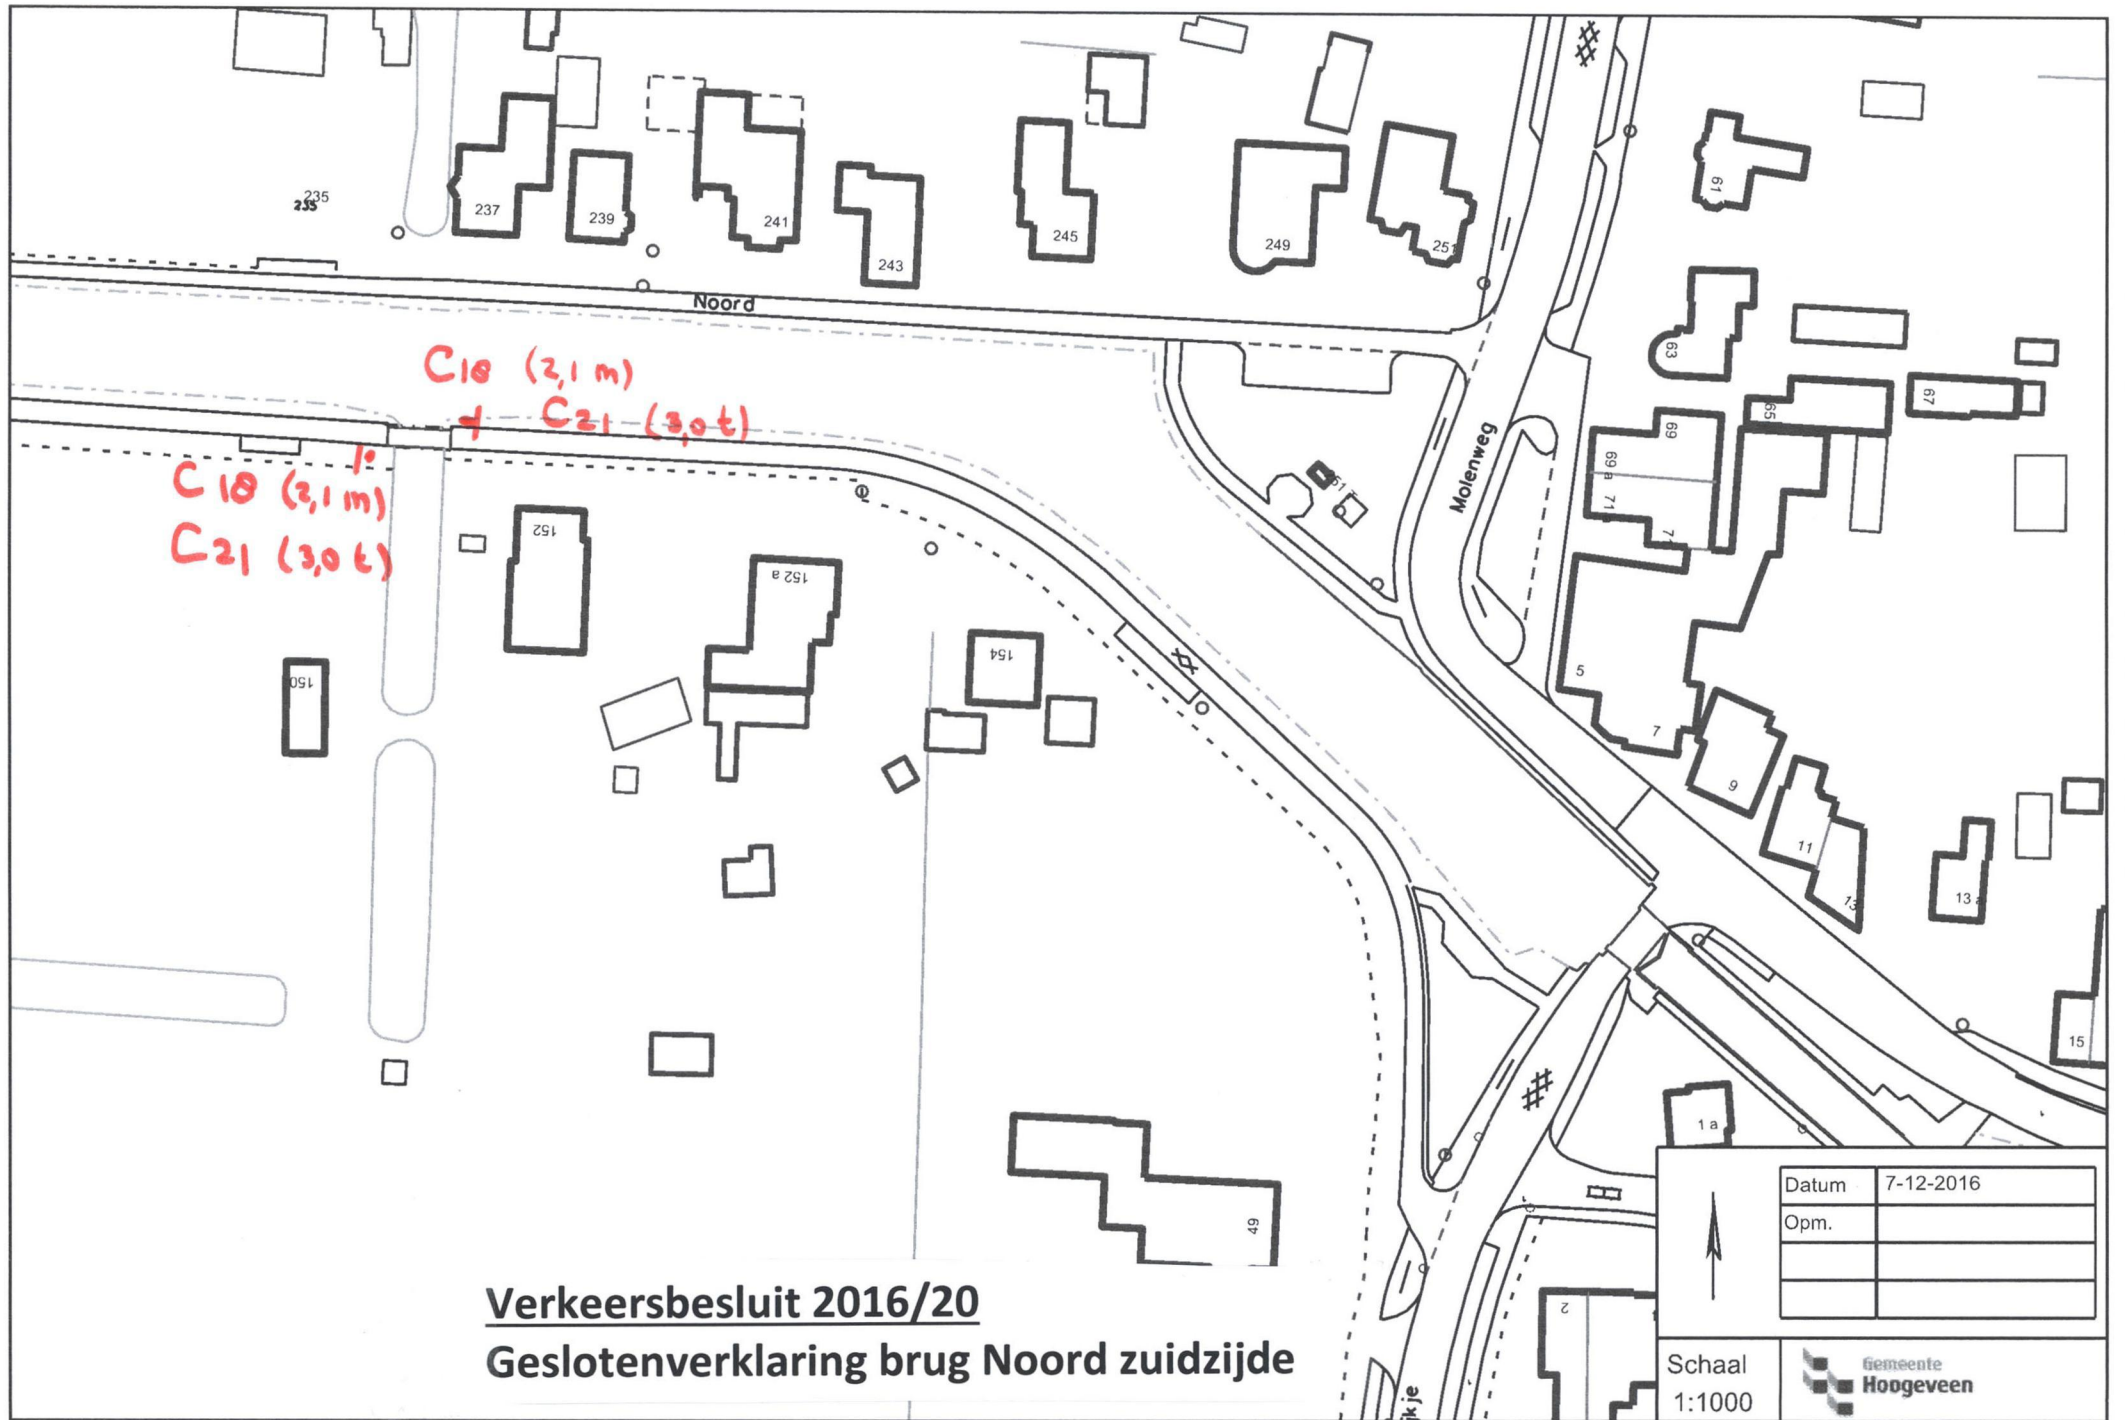 235
235
237
239
241
243
245
249
251
61
Noord
63
C18 (2,1 m)
C21 (3,0 t)
65
67
69
69 a
71
Molenweg
C18 (2,1 m)
C21 (3,0 t)
152
152 a
154
150
5
7
9
11
13
13 a
15
1 a
49
2
Datum 7-12-2016
Opm.
Verkeersbesluit 2016/20
Geslotenverklaring brug Noord zuidzijde
Schaal
1:1000
Gemeente
Hoogeveen